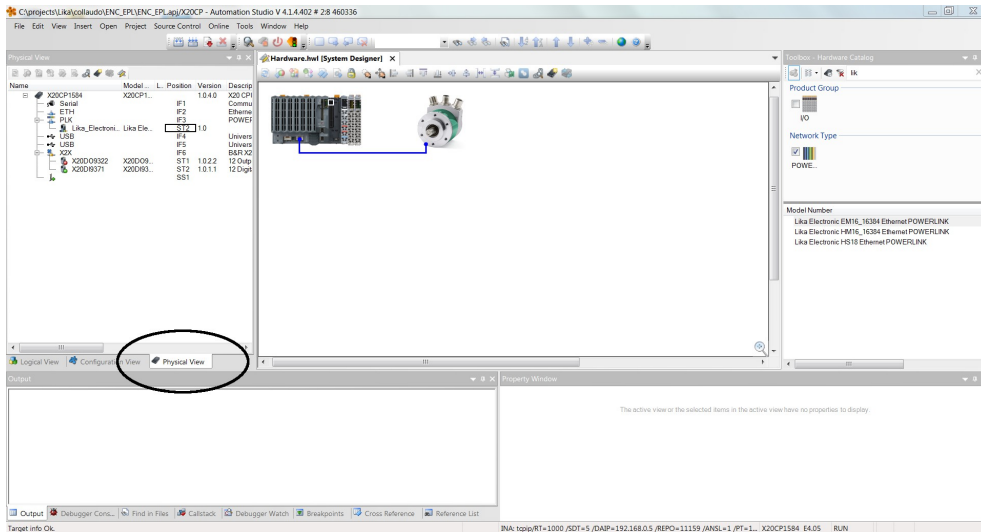 C:\projects\Lika\collaudo\ENC_EPL\ENC_EPL.apj/X20CP - Automation Studio V 4.1.4.402 # 2:8 460336
File Edit View Insert Open Project Source Control Online Tools Window Help
Physical View
Hardware.hwl [System Designer] X
Toolbox - Hardware Catalog
Name Model ... L.. Position Version Descrip
X20CP1584 X20CP1... 1.0.4.0 X20 CPI
Serial IF1 Commu
ETH IF2 Etherne
PLK IF3 POWEF
Lika_Electroni... Lika Ele... ST2 1.0
USB IF4 Univers
USB IF5 Univers
X2X IF6 B&R X2
X20DO9322 X20DO9... ST1 1.0.2.2 12 Outp
X20DI9371 X20DI93... ST2 1.0.1.1 12 Digit
SS1
lik
Product Group
I/O
Network Type
POWE...
Model Number
Lika Electronic EM16_16384 Ethernet POWERLINK
Lika Electronic HM16_16384 Ethernet POWERLINK
Lika Electronic HS18 Ethernet POWERLINK
Logical View Configuration View Physical View
Output
Property Window
The active view or the selected items in the active view have no properties to display.
Output Debugger Cons... Find in Files Callstack Debugger Watch Breakpoints Cross Reference Reference List
Target info Ok.
INA: tcpip/RT=1000 /SDT=5 /DAIP=192.168.0.5 /REPO=11159 /ANSL=1 /PT=1... X20CP1584 E4.05 RUN